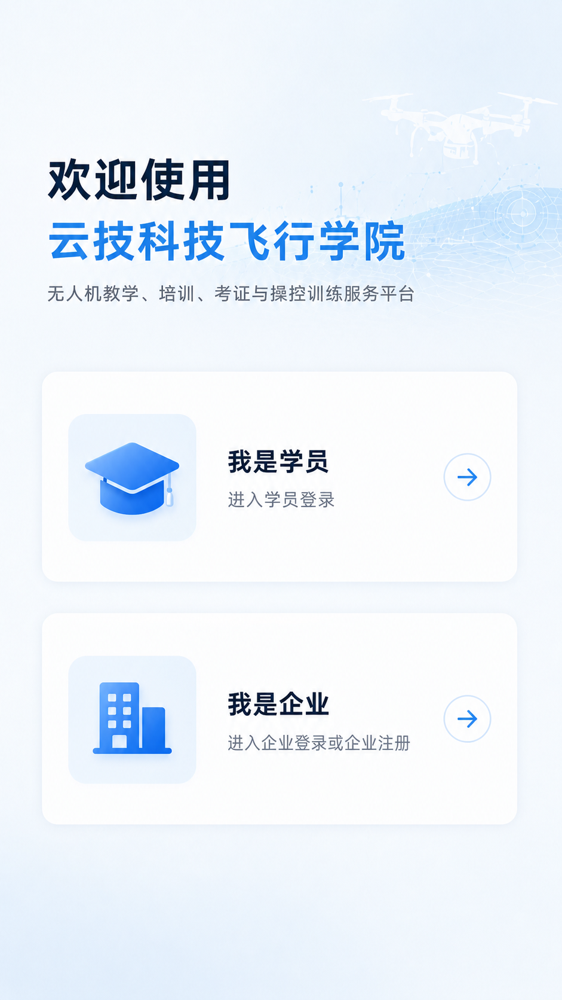 欢迎使用
云技科技飞行学院
无人机教学、培训、考证与操控训练服务平台
我是学员
进入学员登录
我是企业
进入企业登录或企业注册